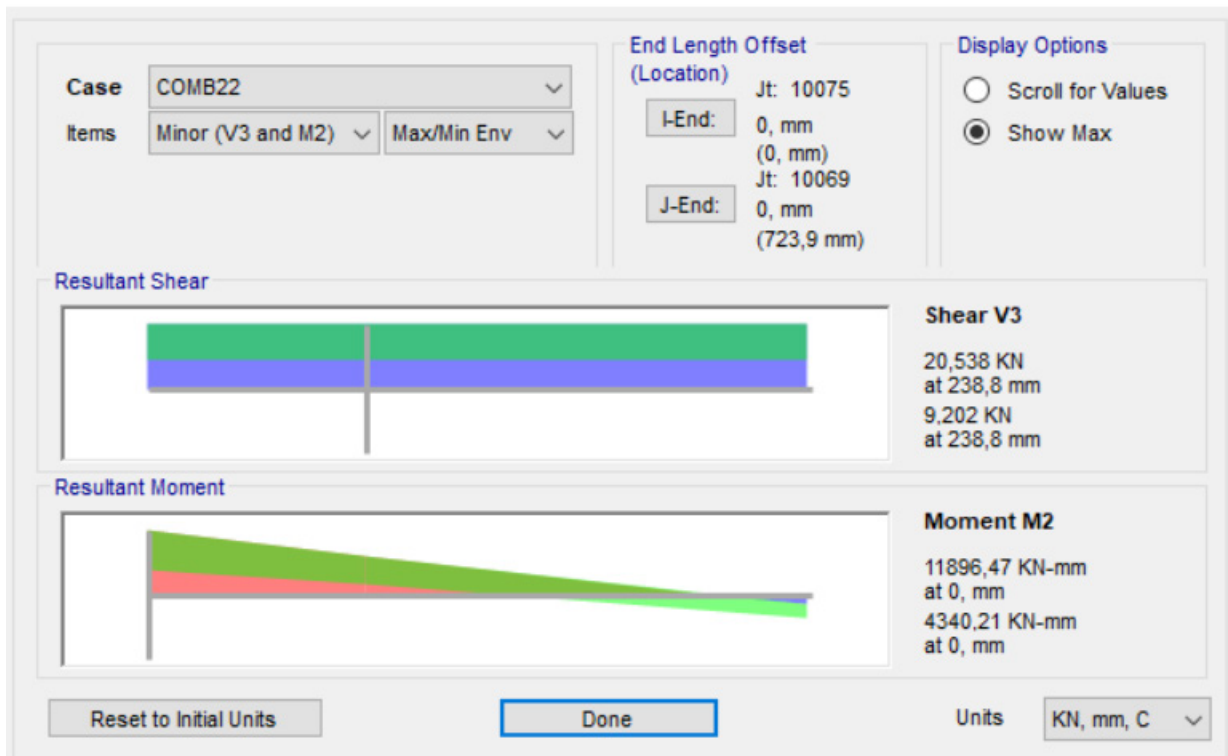 Case
COMB22
Items
Minor (V3 and M2)
Max/Min Env
End Length Offset
(Location)
I-End:
Jt: 10075
0, mm
(0, mm)
J-End:
Jt: 10069
0, mm
(723,9 mm)
Display Options
Scroll for Values
Show Max
Resultant Shear
Shear V3
20,538 KN
at 238,8 mm
9,202 KN
at 238,8 mm
Resultant Moment
Moment M2
11896,47 KN-mm
at 0, mm
4340,21 KN-mm
at 0, mm
Reset to Initial Units
Done
Units
KN, mm, C